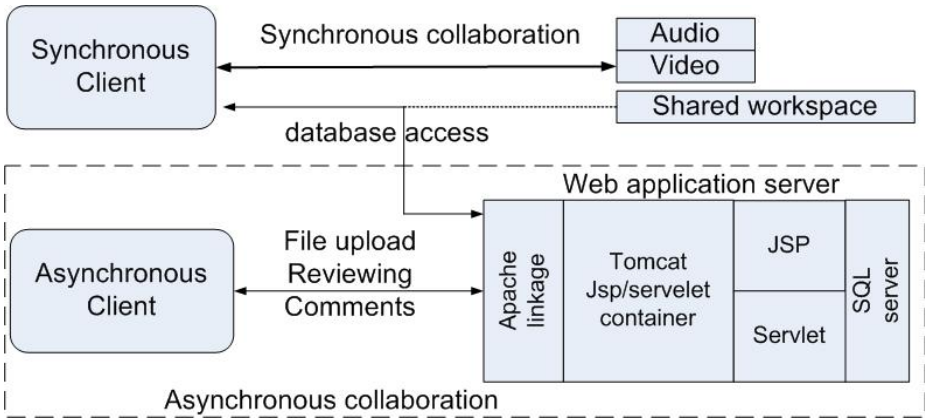 Synchronous
Client
Synchronous collaboration
Audio
Video
Shared workspace
database access
Web application server
Asynchronous
Client
File upload
Reviewing
Comments
Apache
linkage
Tomcat
Jsp/servelet
container
JSP
Servlet
SQL
server
Asynchronous collaboration